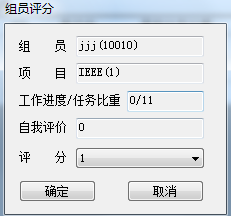 组员评分
组 员 jjj(10010)
项 目 IEEE(1)
工作进度/任务比重 0/11
自我评价 0
评 分 1
确定 取消